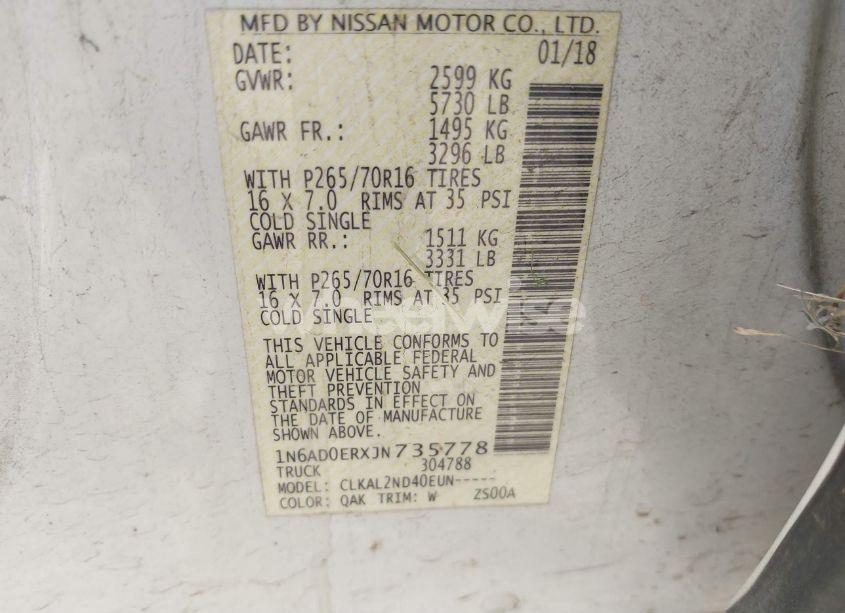 MFD BY NISSAN MOTOR CO., LTD.
DATE: 01/18
GVWR: 2599 KG
5730 LB
GAWR FR.: 1495 KG
3296 LB
WITH P265/70R16 TIRES
16 X 7.0 RIMS AT 35 PSI
COLD SINGLE
GAWR RR.: 1511 KG
3331 LB
WITH P265/70R16 TIRES
16 X 7.0 RIMS AT 35 PSI
COLD SINGLE
wheelwise
THIS VEHICLE CONFORMS TO
ALL APPLICABLE FEDERAL
MOTOR VEHICLE SAFETY AND
THEFT PREVENTION
STANDARDS IN EFFECT ON
THE DATE OF MANUFACTURE
SHOWN ABOVE.
1N6AD0ERXJN735778
TRUCK 304788
MODEL: CLKAL2ND40EUN-----
COLOR: QAK TRIM: W ZS00A